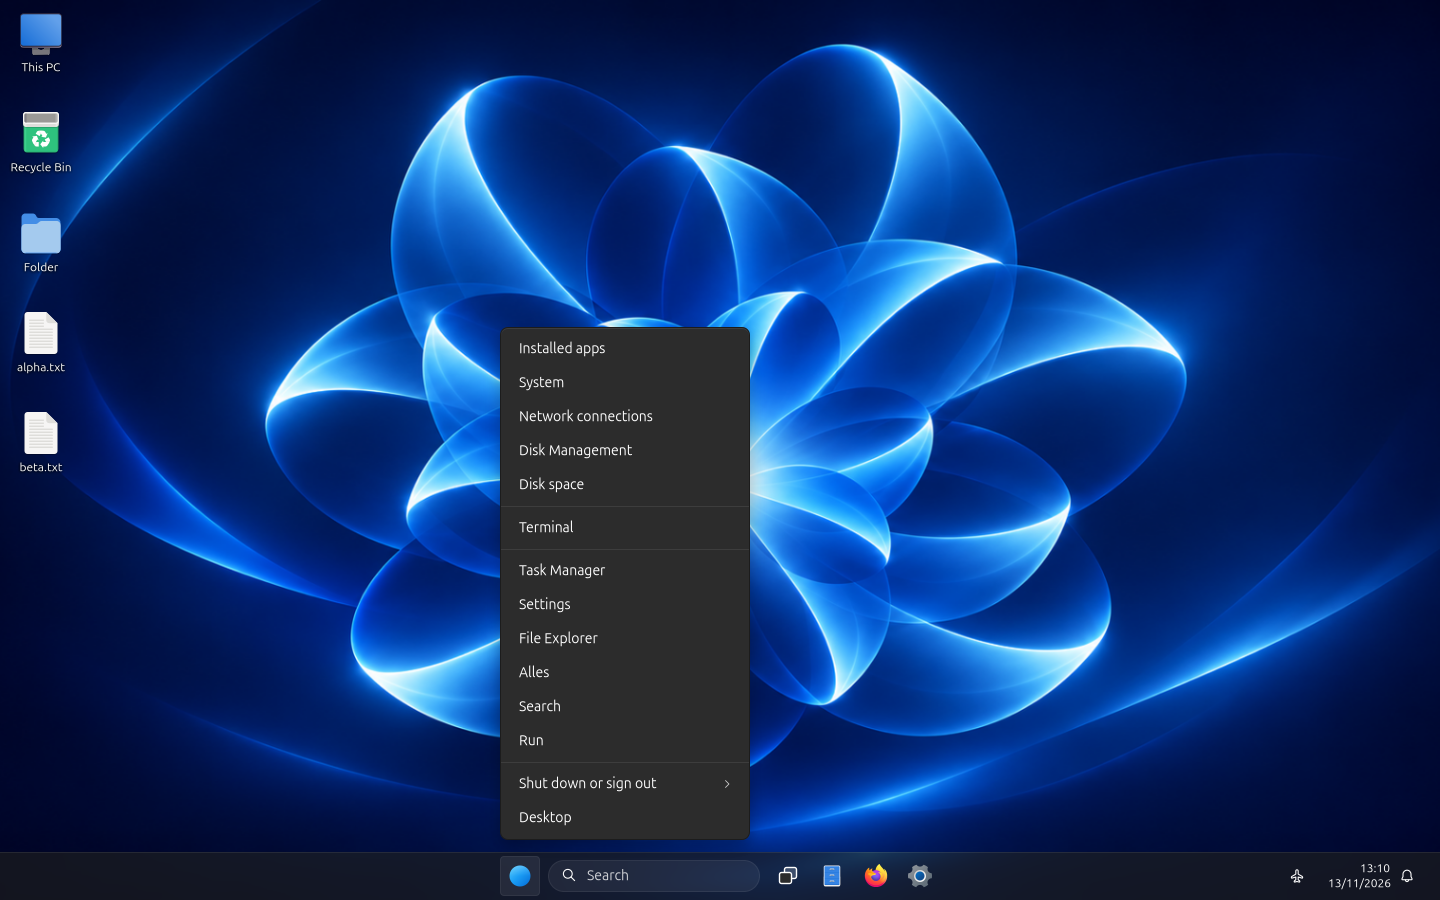 This PC
Recycle Bin
Folder
alpha.txt
beta.txt
Installed apps
System
Network connections
Disk Management
Disk space
Terminal
Task Manager
Settings
File Explorer
Alles
Search
Run
Shut down or sign out
Desktop
Search
13:10
13/11/2026